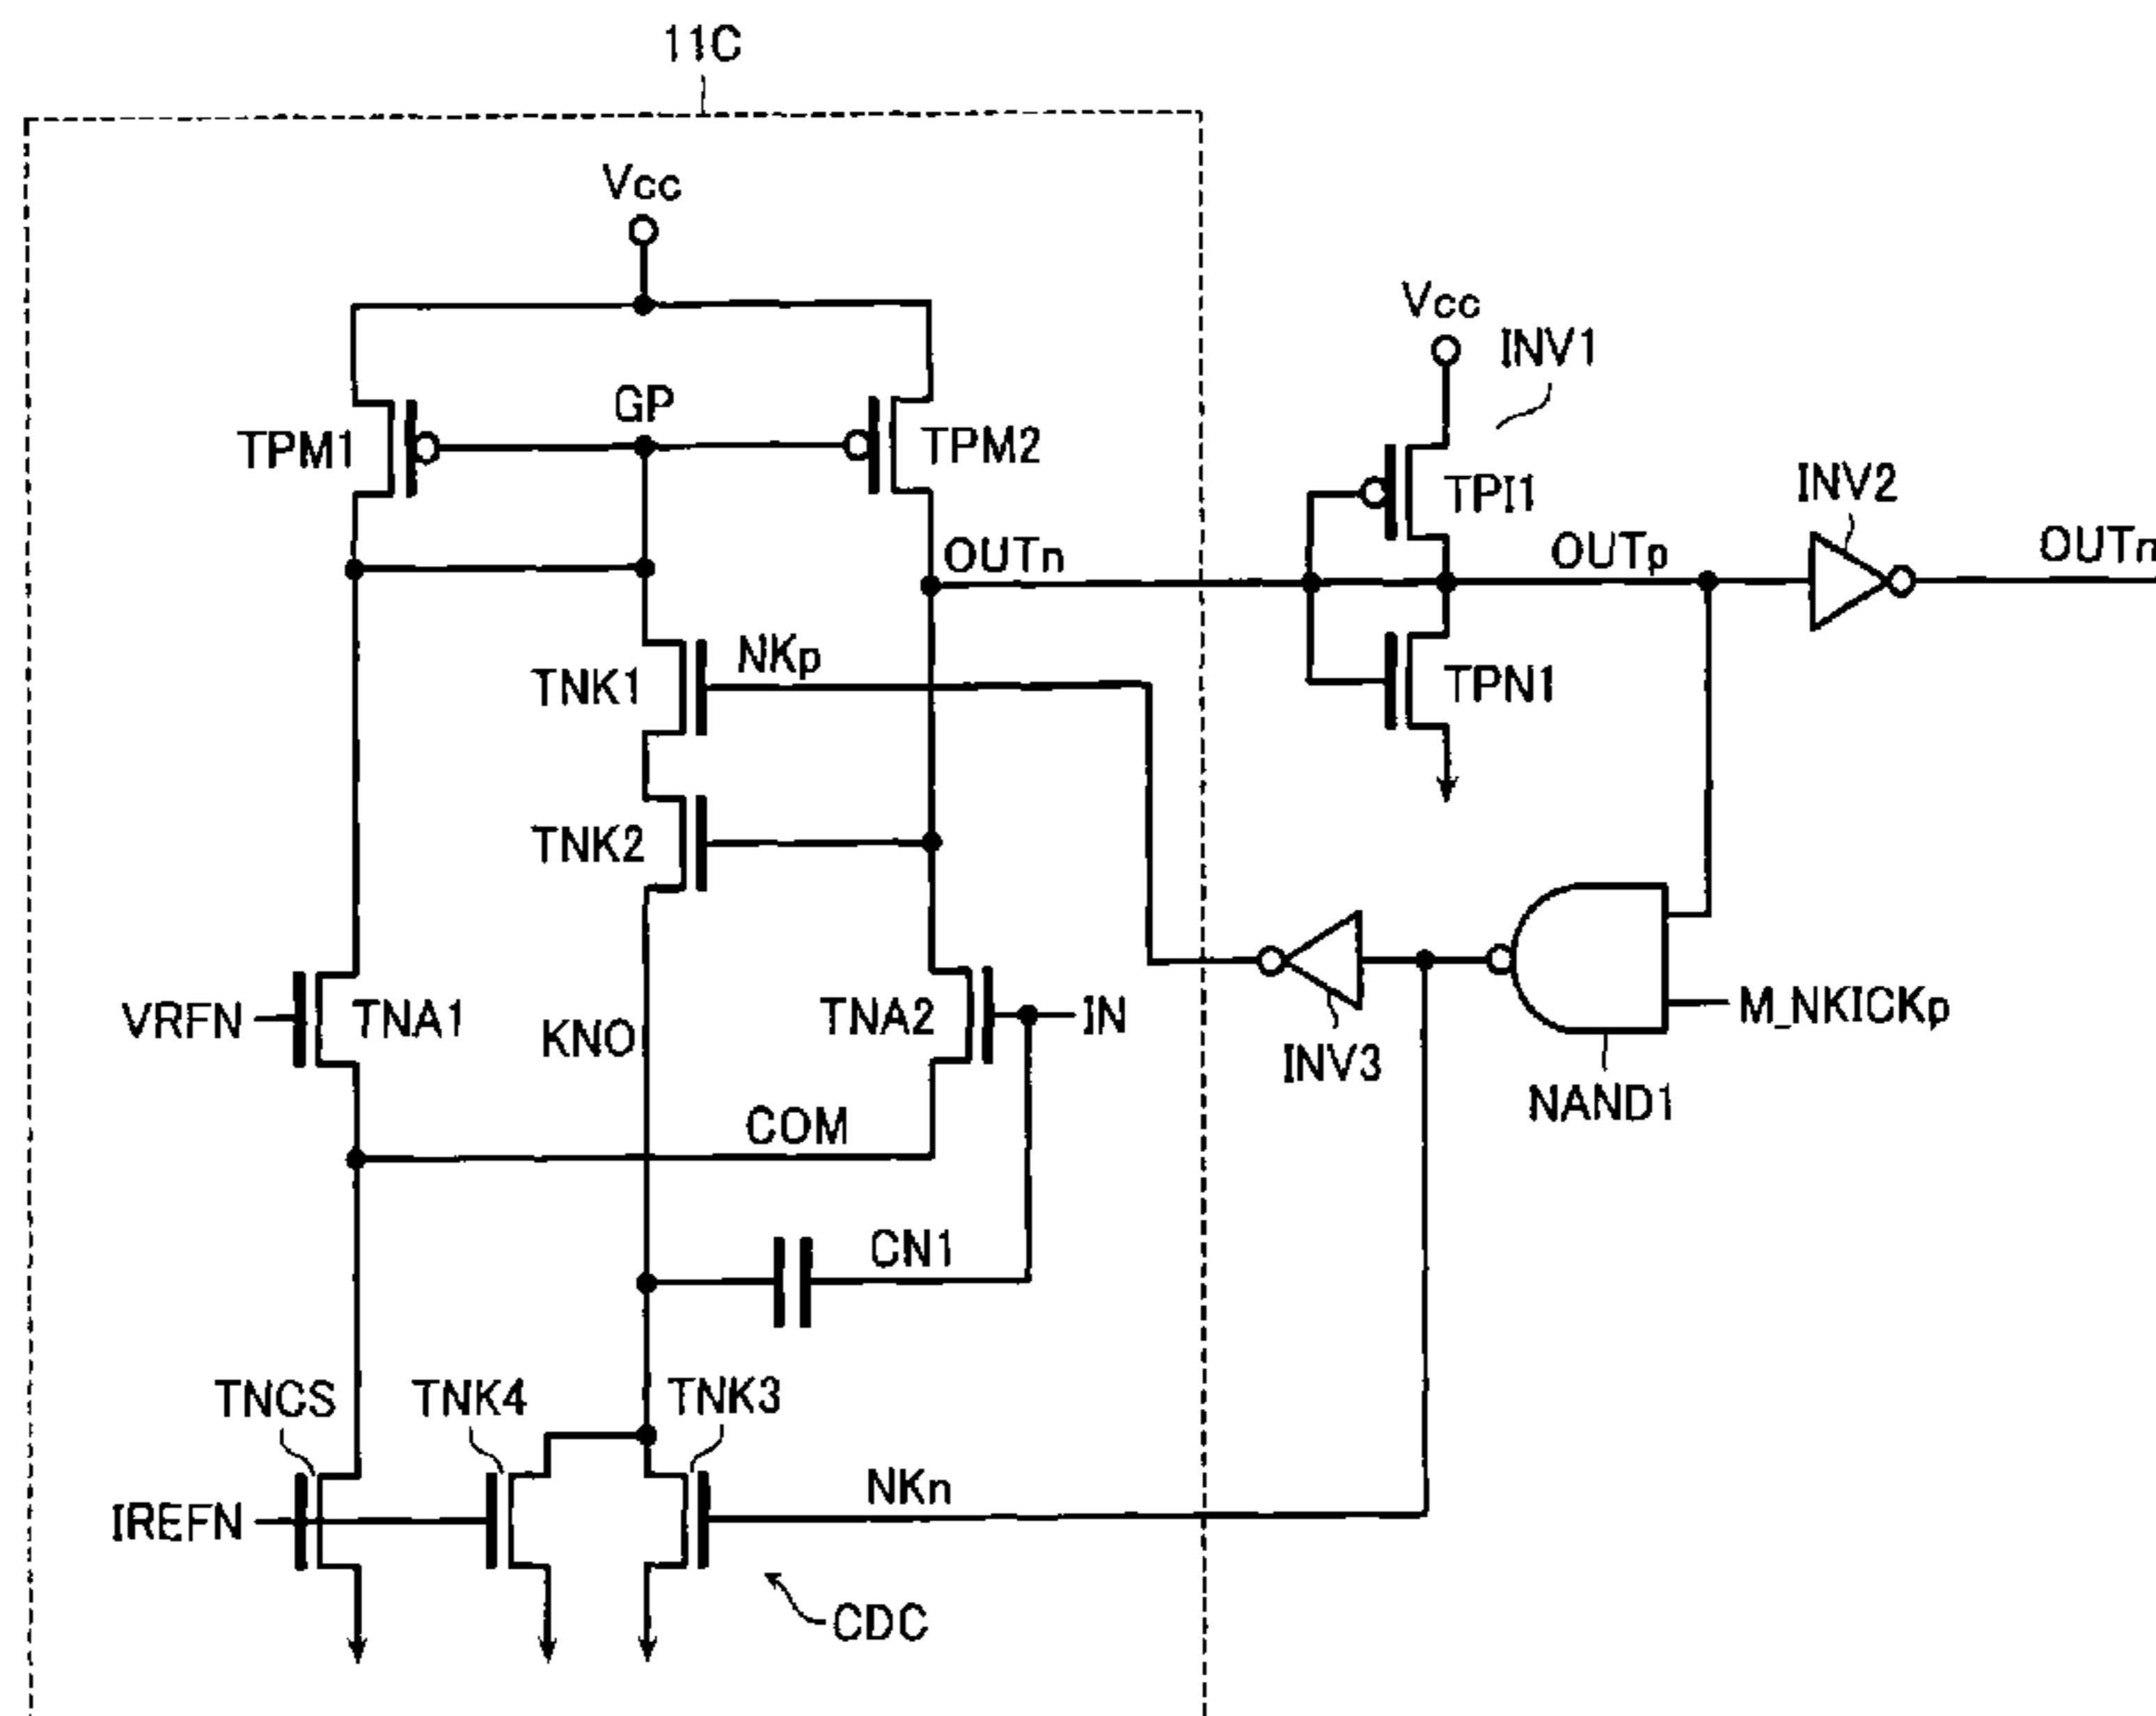 11C
Vcc
Vcc
INV1
GP
TPM1
TPM2
TPI1
INV2
OUTn
OUTp
OUTn
NKp
TNK1
TPN1
TNK2
VRFN
TNA1
KNO
TNA2
IN
INV3
M_NKICKp
NAND1
COM
CN1
TNCS
TNK4
TNK3
IREFN
NKn
CDC